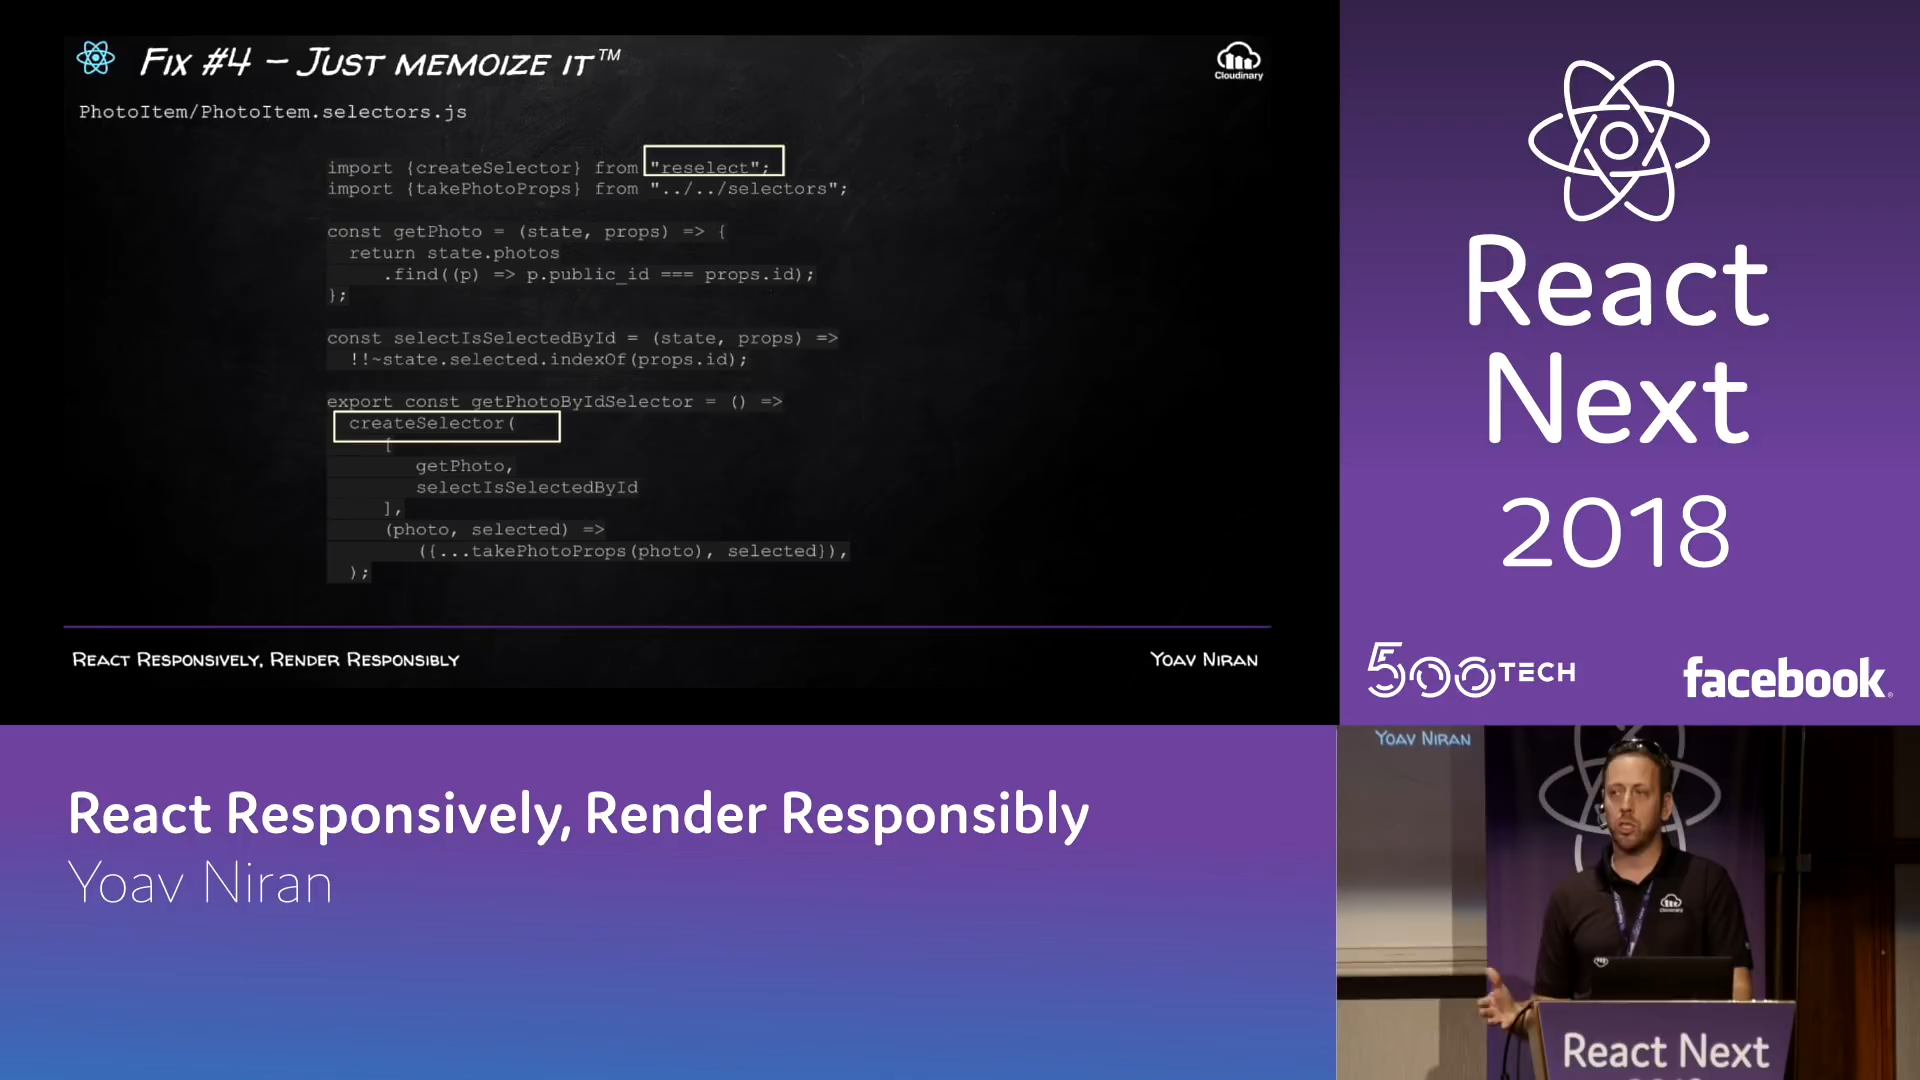 Fix #4 – Just memoize it™
Cloudinary
PhotoItem/PhotoItem.selectors.js
import {createSelector} from "reselect";
import {takePhotoProps} from "../../selectors";
const getPhoto = (state, props) => {
return state.photos
.find((p) => p.public_id === props.id);
};
const selectIsSelectedById = (state, props) =>
!!~state.selected.indexOf(props.id);
export const getPhotoByIdSelector = () =>
createSelector(
[
getPhoto,
selectIsSelectedById
],
(photo, selected) =>
({...takePhotoProps(photo), selected}),
);
React Responsively, Render Responsibly
Yoav Niran
React
Next
2018
500TECH
facebook
React Responsively, Render Responsibly
Yoav Niran
Yoav Niran
Cloudinary
React Next